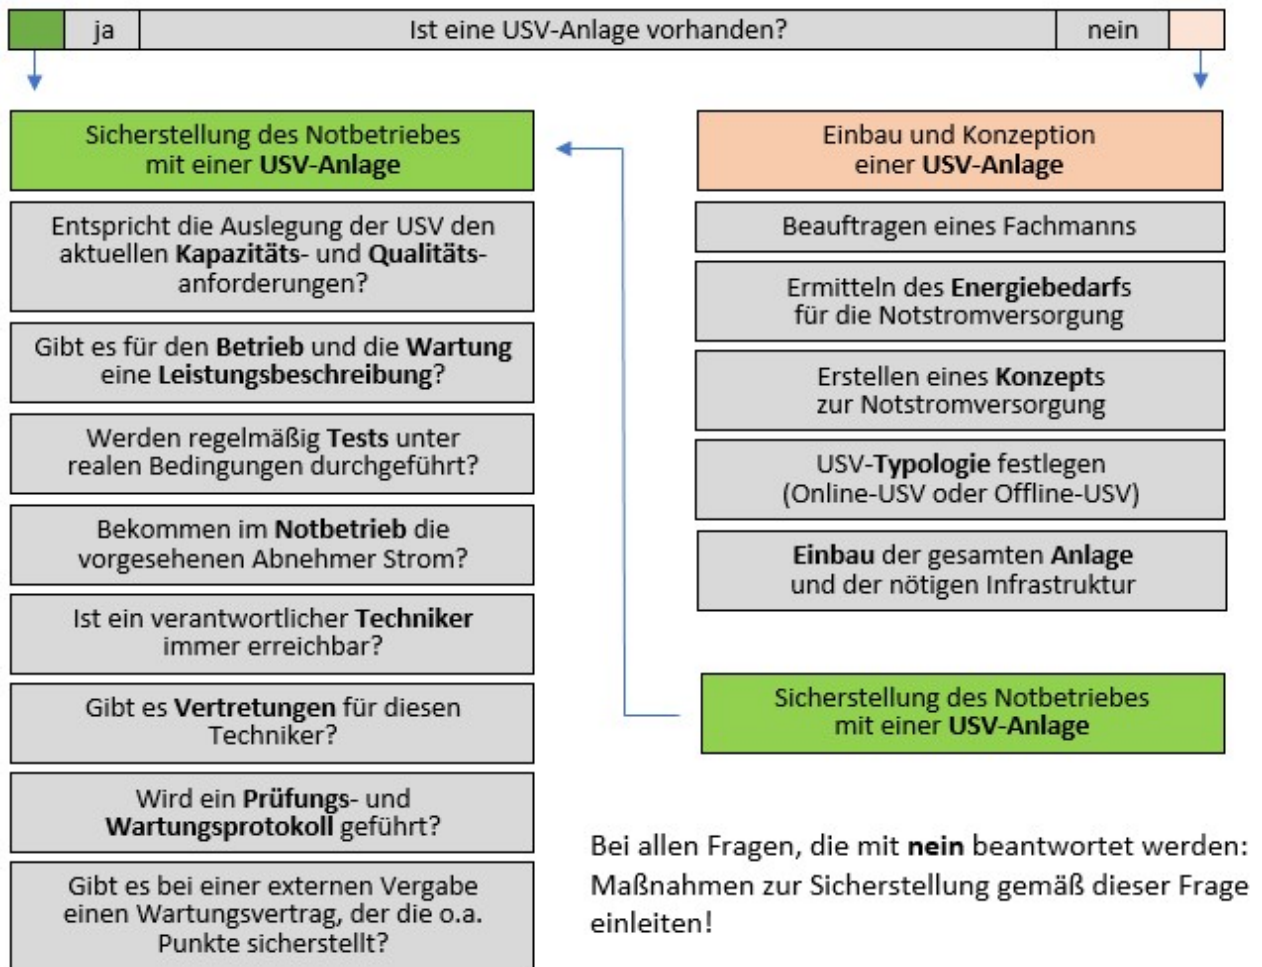 ja
Ist eine USV-Anlage vorhanden?
nein
Sicherstellung des Notbetriebes
mit einer USV-Anlage
Entspricht die Auslegung der USV den
aktuellen Kapazitäts- und Qualitäts-
anforderungen?
Gibt es für den Betrieb und die Wartung
eine Leistungsbeschreibung?
Werden regelmäßig Tests unter
realen Bedingungen durchgeführt?
Bekommen im Notbetrieb die
vorgesehenen Abnehmer Strom?
Ist ein verantwortlicher Techniker
immer erreichbar?
Gibt es Vertretungen für diesen
Techniker?
Wird ein Prüfungs- und
Wartungsprotokoll geführt?
Gibt es bei einer externen Vergabe
einen Wartungsvertrag, der die o.a.
Punkte sicherstellt?
Einbau und Konzeption
einer USV-Anlage
Beauftragen eines Fachmanns
Ermitteln des Energiebedarfs
für die Notstromversorgung
Erstellen eines Konzepts
zur Notstromversorgung
USV-Typologie festlegen
(Online-USV oder Offline-USV)
Einbau der gesamten Anlage
und der nötigen Infrastruktur
Sicherstellung des Notbetriebes
mit einer USV-Anlage
Bei allen Fragen, die mit nein beantwortet werden:
Maßnahmen zur Sicherstellung gemäß dieser Frage
einleiten!